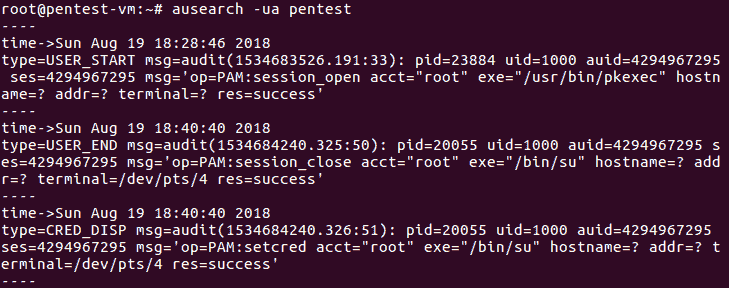 root@pentest-vm:~# ausearch -ua pentest
----
time->Sun Aug 19 18:28:46 2018
type=USER_START msg=audit(1534683526.191:33): pid=23884 uid=1000 auid=4294967295
 ses=4294967295 msg='op=PAM:session_open acct="root" exe="/usr/bin/pkexec" hostn
ame=? addr=? terminal=? res=success'
----
time->Sun Aug 19 18:40:40 2018
type=USER_END msg=audit(1534684240.325:50): pid=20055 uid=1000 auid=4294967295 s
es=4294967295 msg='op=PAM:session_close acct="root" exe="/bin/su" hostname=? add
r=? terminal=/dev/pts/4 res=success'
----
time->Sun Aug 19 18:40:40 2018
type=CRED_DISP msg=audit(1534684240.326:51): pid=20055 uid=1000 auid=4294967295
ses=4294967295 msg='op=PAM:setcred acct="root" exe="/bin/su" hostname=? addr=? t
erminal=/dev/pts/4 res=success'
----